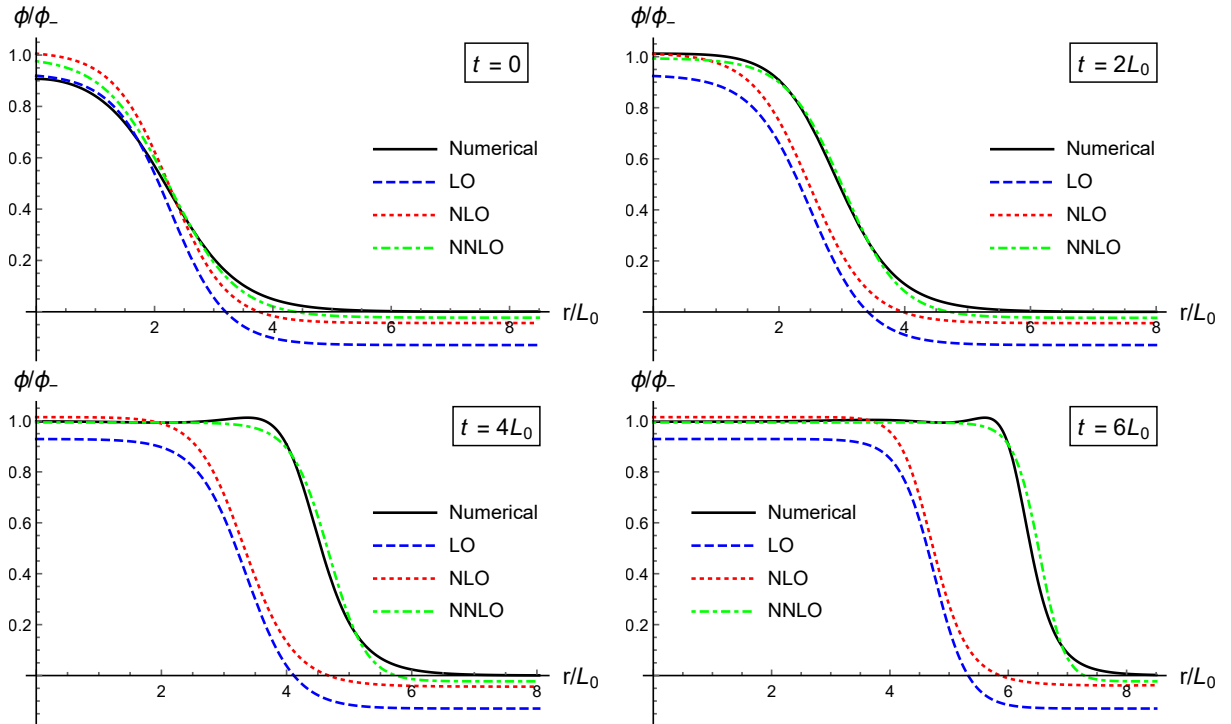 ϕ/ϕ₋
t = 0
1.0
0.8
0.6
0.4
0.2
2
4
6
8
r/L₀
Numerical
LO
NLO
NNLO
ϕ/ϕ₋
t = 2L₀
1.0
0.8
0.6
0.4
0.2
2
4
6
8
r/L₀
Numerical
LO
NLO
NNLO
ϕ/ϕ₋
t = 4L₀
1.0
0.8
0.6
0.4
0.2
2
4
6
8
r/L₀
Numerical
LO
NLO
NNLO
ϕ/ϕ₋
t = 6L₀
1.0
0.8
0.6
0.4
0.2
2
4
6
8
r/L₀
Numerical
LO
NLO
NNLO